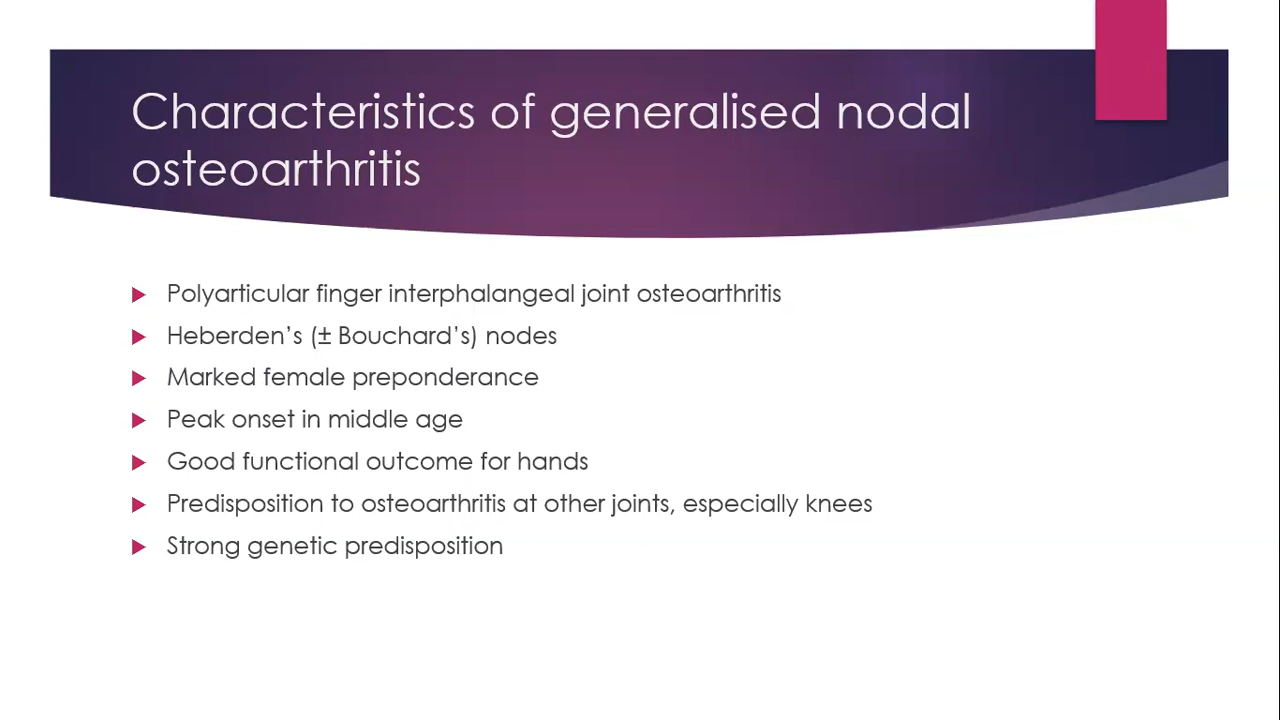 Characteristics of generalised nodal
osteoarthritis
Polyarticular finger interphalangeal joint osteoarthritis
Heberden’s (± Bouchard’s) nodes
Marked female preponderance
Peak onset in middle age
Good functional outcome for hands
Predisposition to osteoarthritis at other joints, especially knees
Strong genetic predisposition